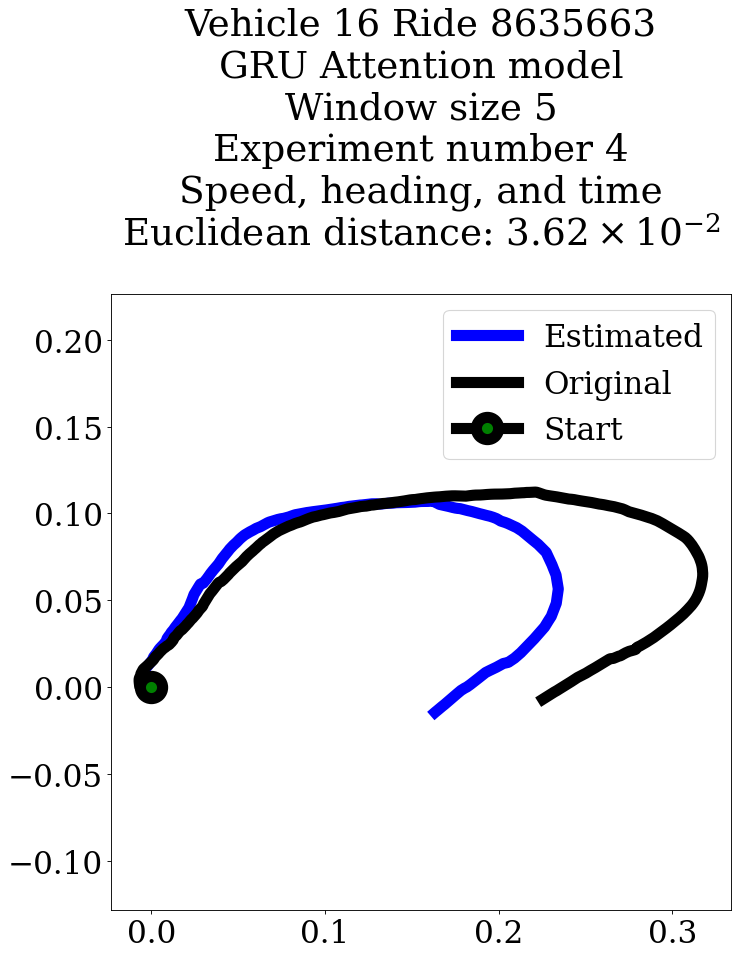 Vehicle 16 Ride 8635663
GRU Attention model
Window size 5
Experiment number 4
Speed, heading, and time
Euclidean distance: 3.62 × 10⁻²
Estimated
Original
Start
0.20
0.15
0.10
0.05
0.00
−0.05
−0.10
0.0
0.1
0.2
0.3